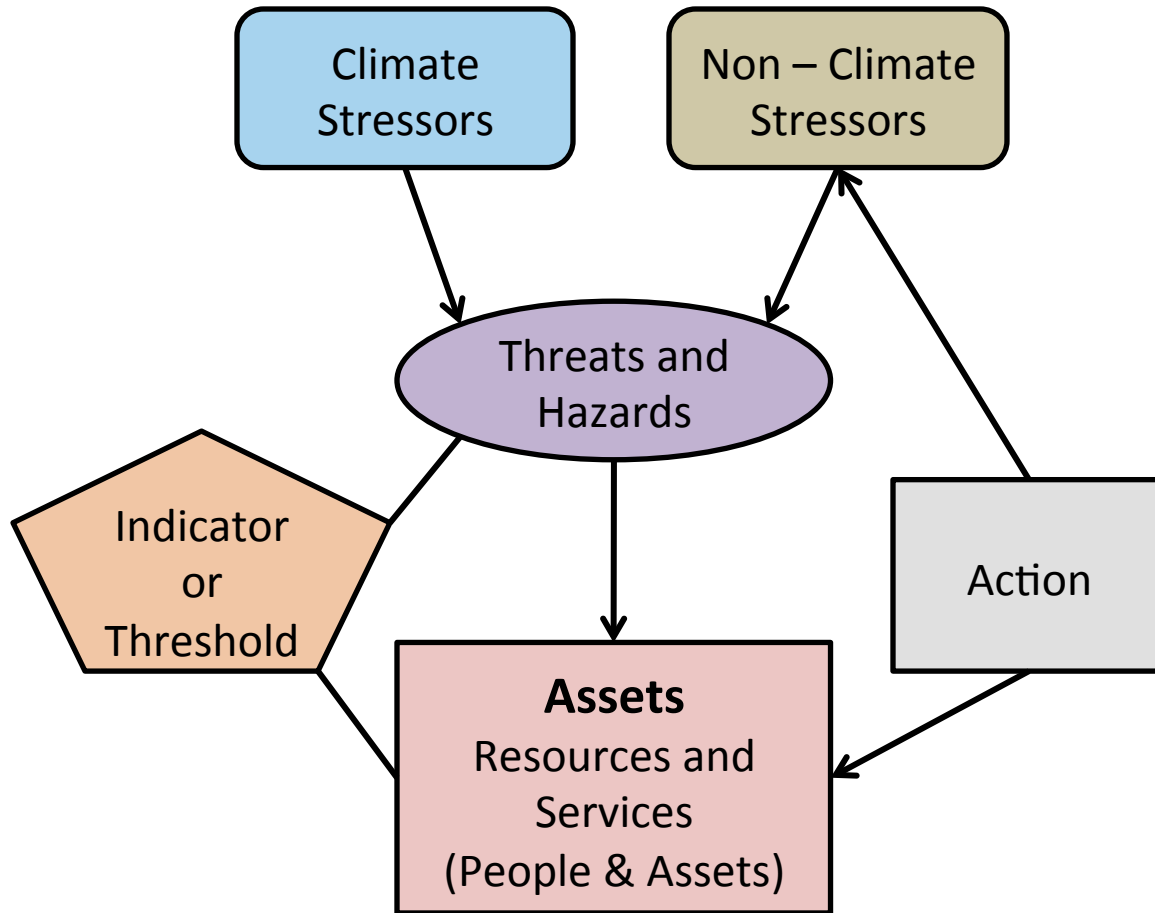 Climate
Stressors
Non – Climate
Stressors
Threats and
Hazards
Indicator
or
Threshold
Action
Assets
Resources and
Services
(People & Assets)